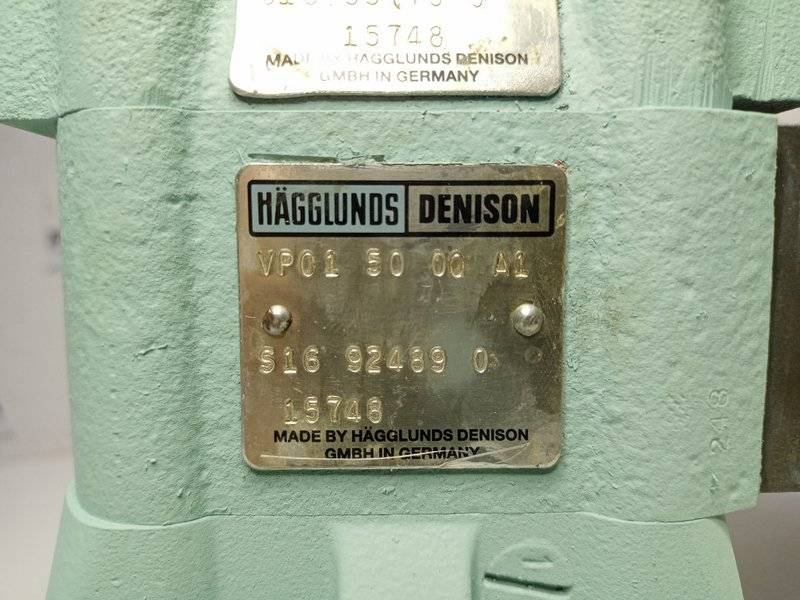 15748
MADE BY HÄGGLUNDS DENISON
GMBH IN GERMANY
HÄGGLUNDS DENISON
VP01 50 00 A1
S16 92489 0
15748
MADE BY HÄGGLUNDS DENISON
GMBH IN GERMANY